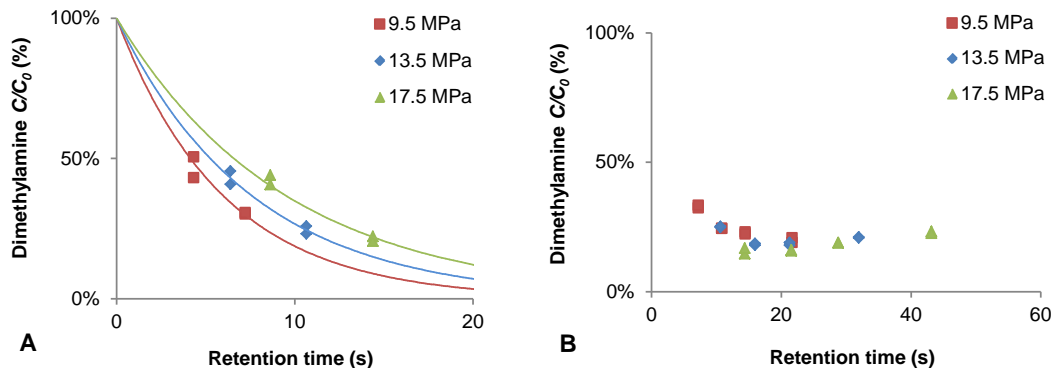 Dimethylamine C/C0 (%)
100%
50%
0%
0
10
20
Retention time (s)
9.5 MPa
13.5 MPa
17.5 MPa
A
Dimethylamine C/C0 (%)
100%
50%
0%
0
20
40
60
Retention time (s)
9.5 MPa
13.5 MPa
17.5 MPa
B